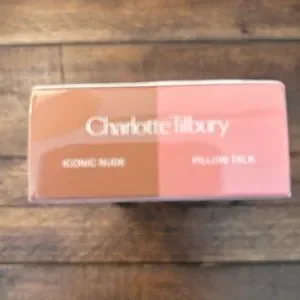 Charlotte Tilbury
ICONIC NUDE
PILLOW TALK